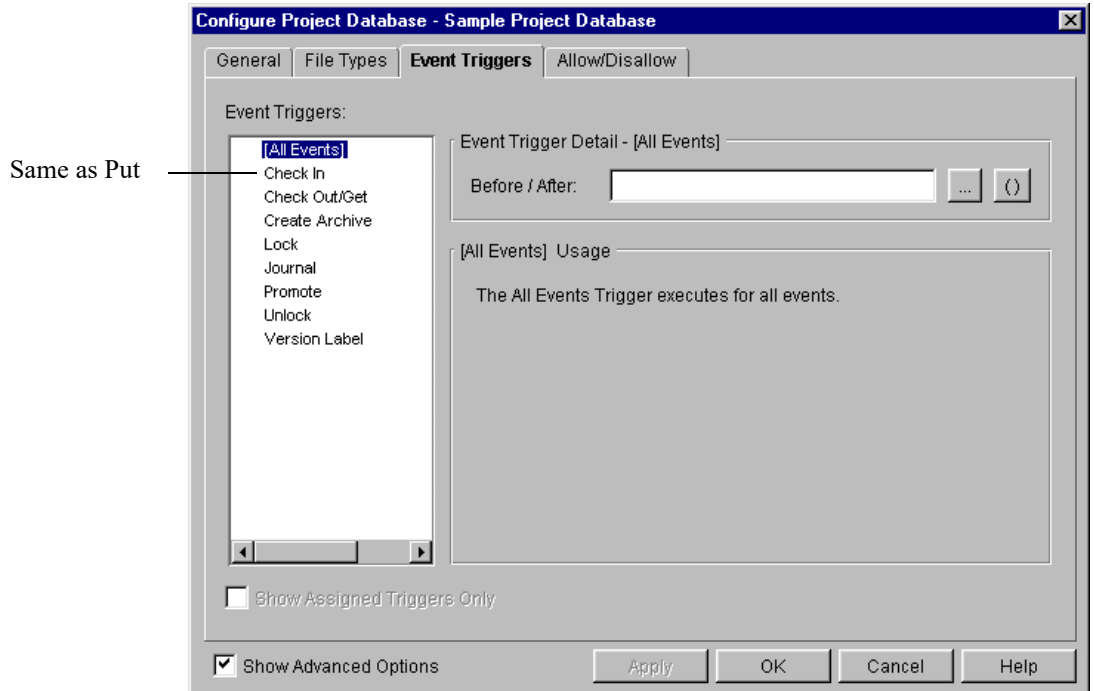 Configure Project Database - Sample Project Database
General File Types Event Triggers Allow/Disallow
Event Triggers:
[All Events]
Same as Put
Check In
Check Out/Get
Create Archive
Lock
Journal
Promote
Unlock
Version Label
Event Trigger Detail - [All Events]
Before / After:
... ()
[All Events] Usage
The All Events Trigger executes for all events.
Show Assigned Triggers Only
Show Advanced Options
Apply OK Cancel Help